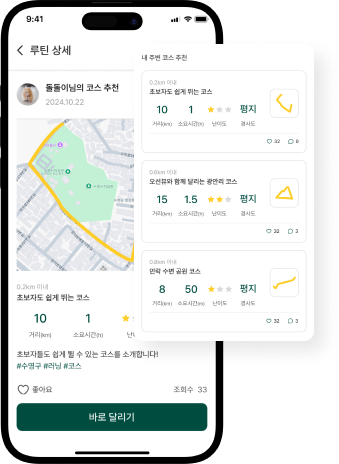 9:41
루틴 상세
돌돌이님의 코스 추천
2024.10.22
0.2km 이내
초보자도 쉽게 뛰는 코스
10 1
거리(km) 소요시간(h)
초보자들도 쉽게 뛸 수 있는 코스를 소개합니다!
#수영구 #러닝 #코스
좋아요 조회수 33
바로 달리기
내 주변 코스 추천
0.2km 이내
초보자도 쉽게 뛰는 코스
10 1 평지
거리(km) 소요시간(h) 난이도 경사도
32 8
0.6km 이내
오션뷰와 함께 달리는 광안리 코스
15 1.5 평지
거리(km) 소요시간(h) 난이도 경사도
32 3
0.8km 이내
민락 수변 공원 코스
8 50 평지
거리(km) 소요시간(m) 난이도 경사도
32 3